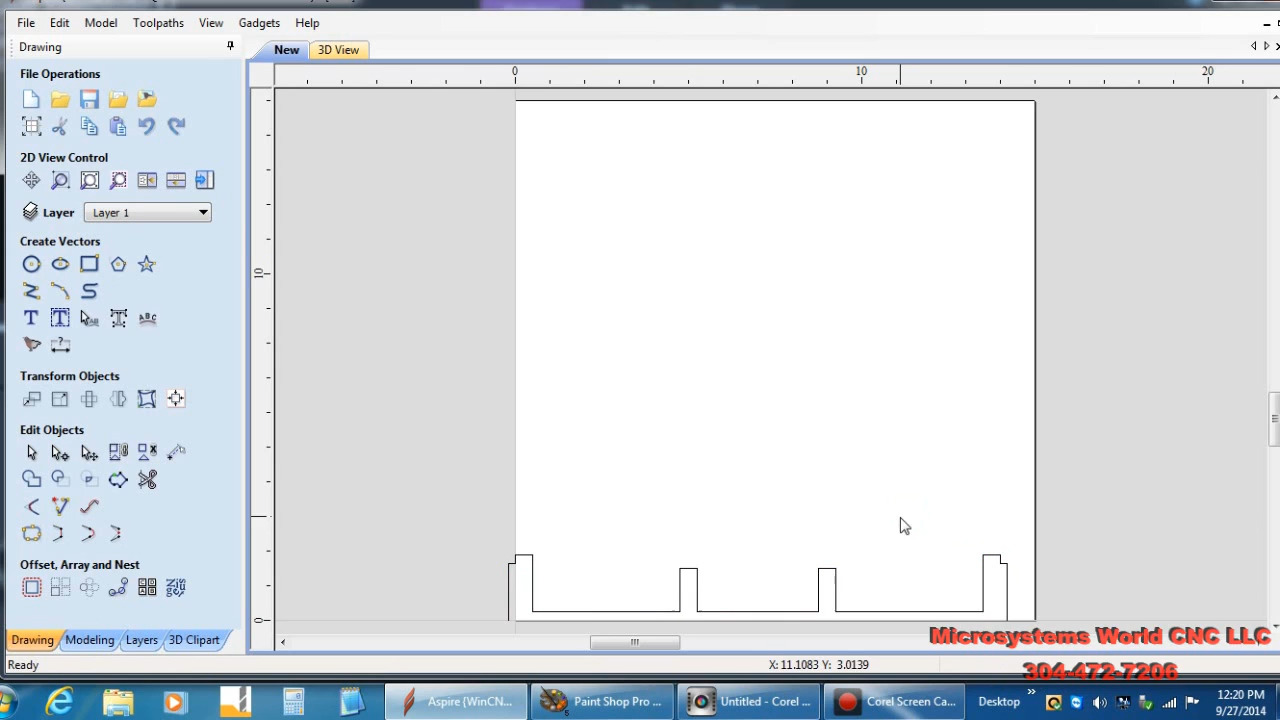 File Edit Model Toolpaths View Gadgets Help
Drawing
New 3D View
File Operations
0 10 20
2D View Control
Layer Layer 1
Create Vectors
10
Transform Objects
Edit Objects
Offset, Array and Nest
0
Drawing Modeling Layers 3D Clipart
Microsystems World CNC LLC
Ready X: 11.1083 Y: 3.0139
304-472-7206
Aspire {WinCN... Paint Shop Pro ... Untitled - Corel ... Corel Screen Ca... Desktop 12:20 PM
9/27/2014